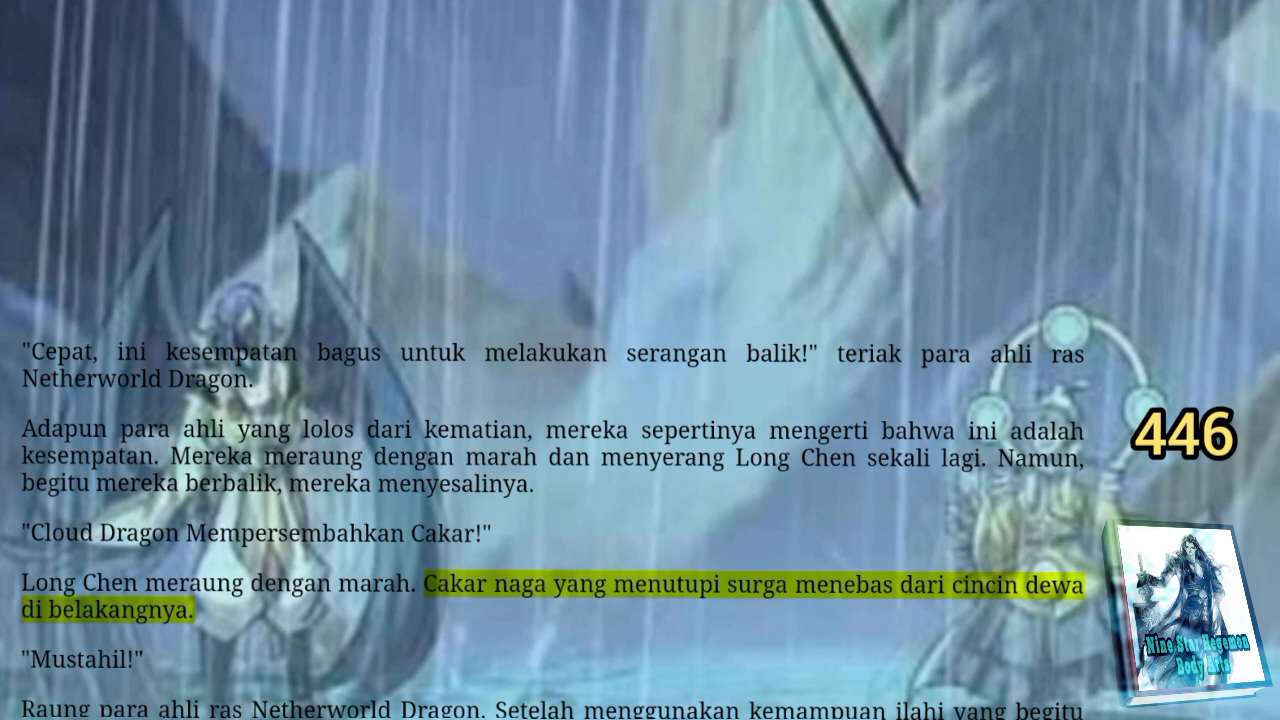 "Cepat, ini kesempatan bagus untuk melakukan serangan balik!" teriak para ahli ras
Netherworld Dragon.
Adapun para ahli yang lolos dari kematian, mereka sepertinya mengerti bahwa ini adalah
kesempatan. Mereka meraung dengan marah dan menyerang Long Chen sekali lagi. Namun,
begitu mereka berbalik, mereka menyesalinya.
"Cloud Dragon Mempersembahkan Cakar!"
Long Chen meraung dengan marah. Cakar naga yang menutupi surga menebas dari cincin dewa
di belakangnya.
"Mustahil!"
Raung para ahli ras Netherworld Dragon. Setelah menggunakan kemampuan ilahi yang begitu
446
Nine Star Hegemon
Body Arts